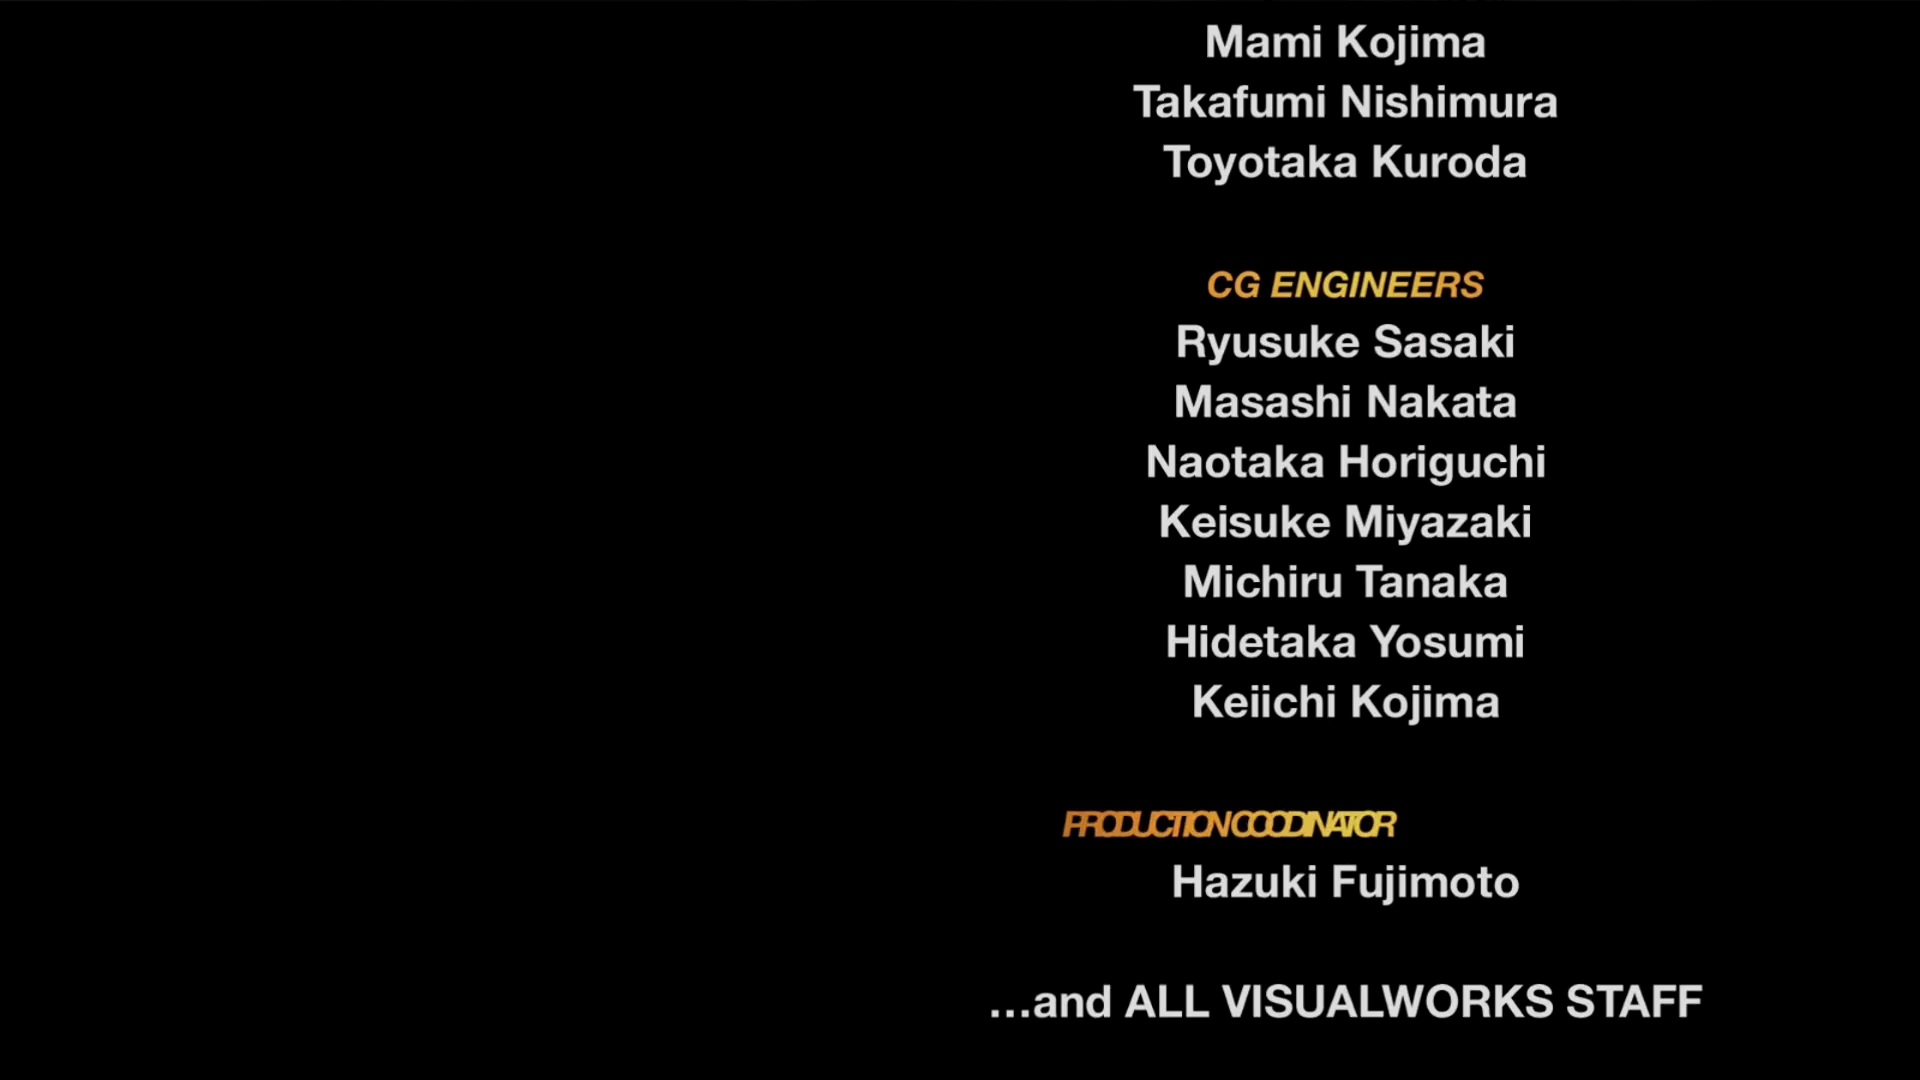 Mami Kojima
Takafumi Nishimura
Toyotaka Kuroda
CG ENGINEERS
Ryusuke Sasaki
Masashi Nakata
Naotaka Horiguchi
Keisuke Miyazaki
Michiru Tanaka
Hidetaka Yosumi
Keiichi Kojima
PRODUCTION COODINATOR
Hazuki Fujimoto
...and ALL VISUALWORKS STAFF